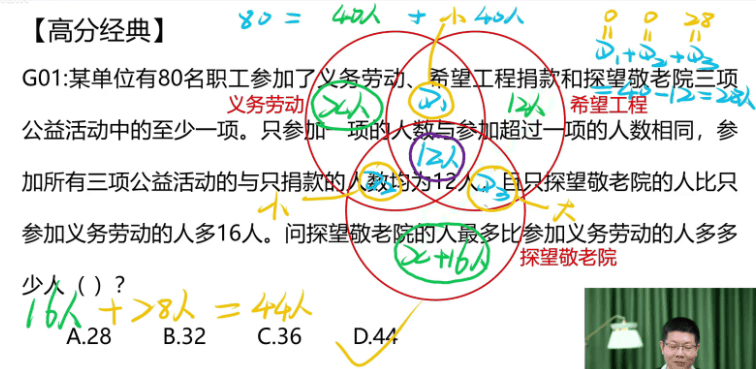 【高分经典】
80 = 40人 + 小 40人
0 0 28
= = =
①+②+③
=40-12=28人
G01:某单位有80名职工参加了义务劳动、希望工程捐款和探望敬老院三项
义务劳动 x人 ① 12人 希望工程
公益活动中的至少一项。只参加一项的人数与参加超过一项的人数相同，参
12人
加所有三项公益活动的与只捐款的人数均为12人，且只探望敬老院的人比只
小 ② ③ 大
参加义务劳动的人多16人。问探望敬老院的人最多比参加义务劳动的人多多
x+16人 探望敬老院
少人（ ）？
16人 + 28人 = 44人
A.28 B.32 C.36 D.44